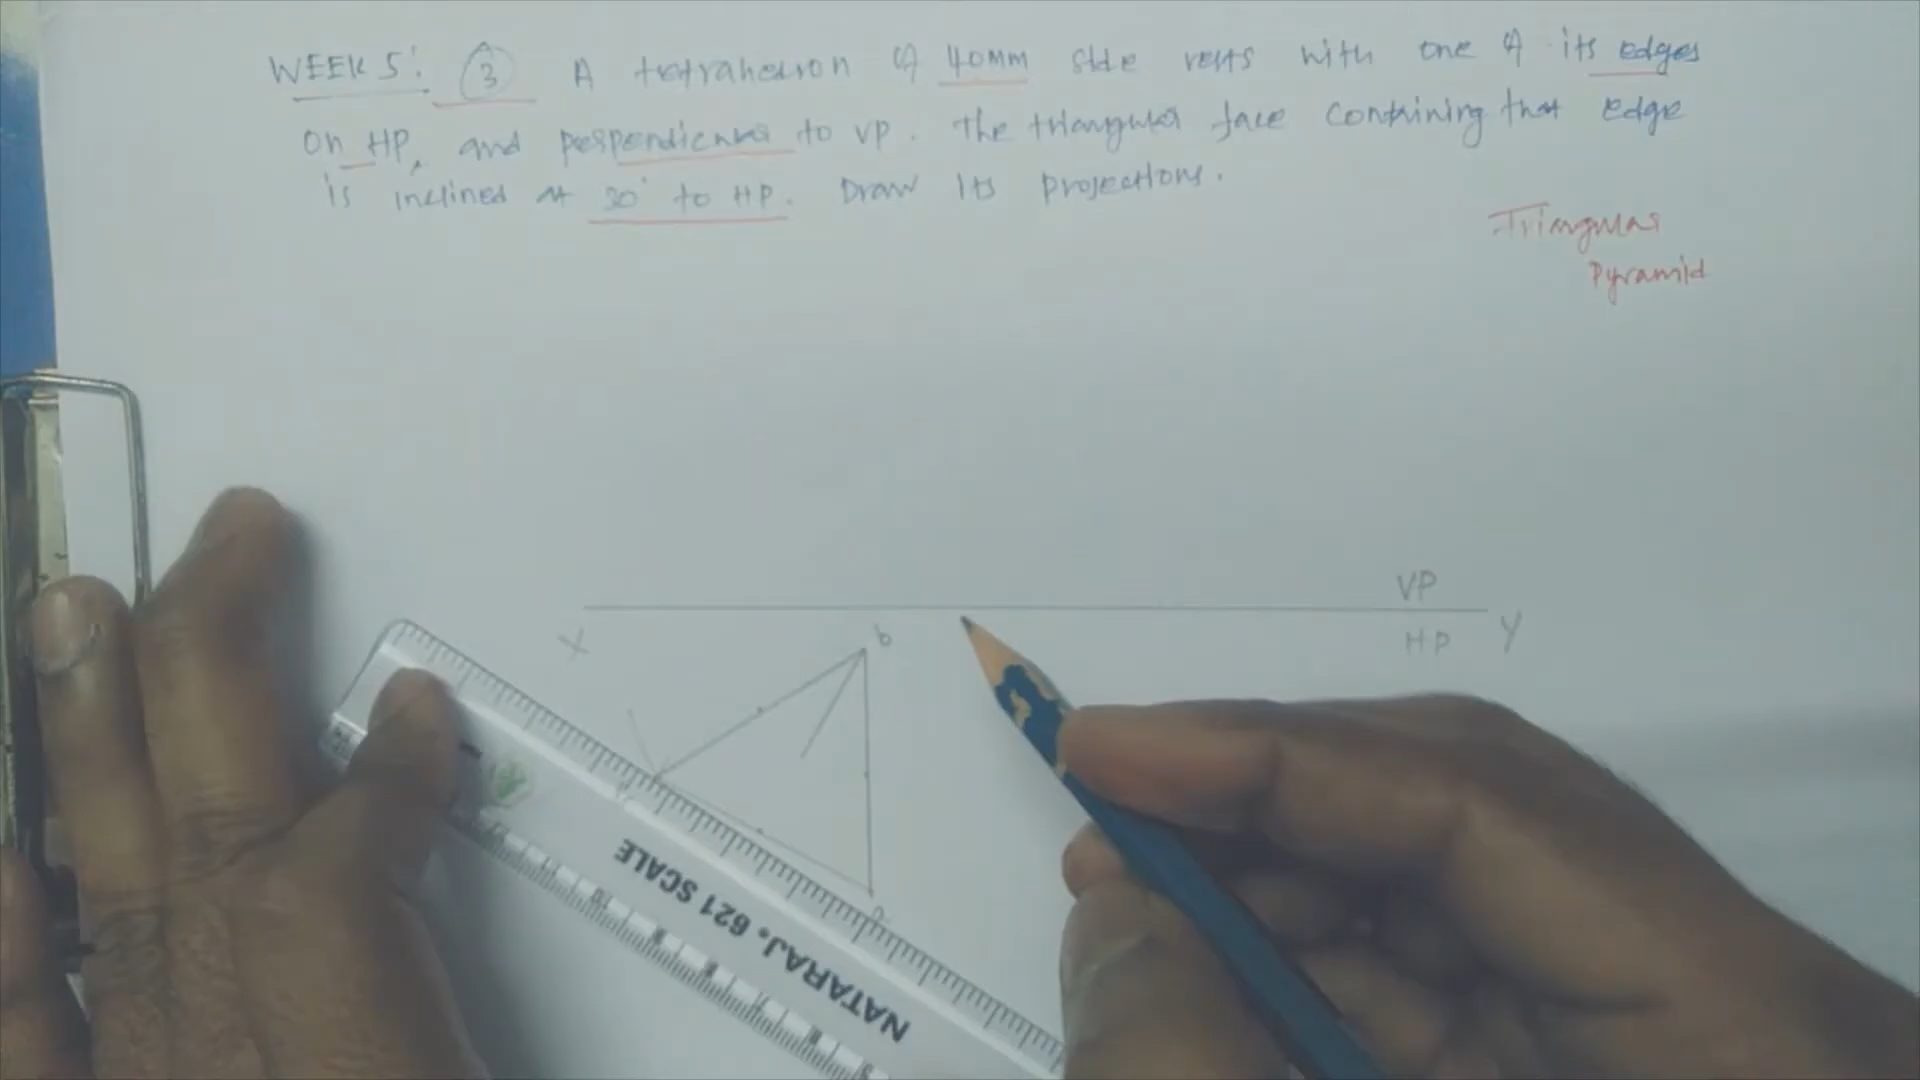 WEEK 5: 3 A tetrahedron of 40mm side rests with one of its edges
on HP, and perpendicular to VP. The triangular face containing that edge
is inclined at 30° to HP. Draw its projections.
Triangular
Pyramid
VP
X
b
HP
Y
NATARAJ. 621 SCALE